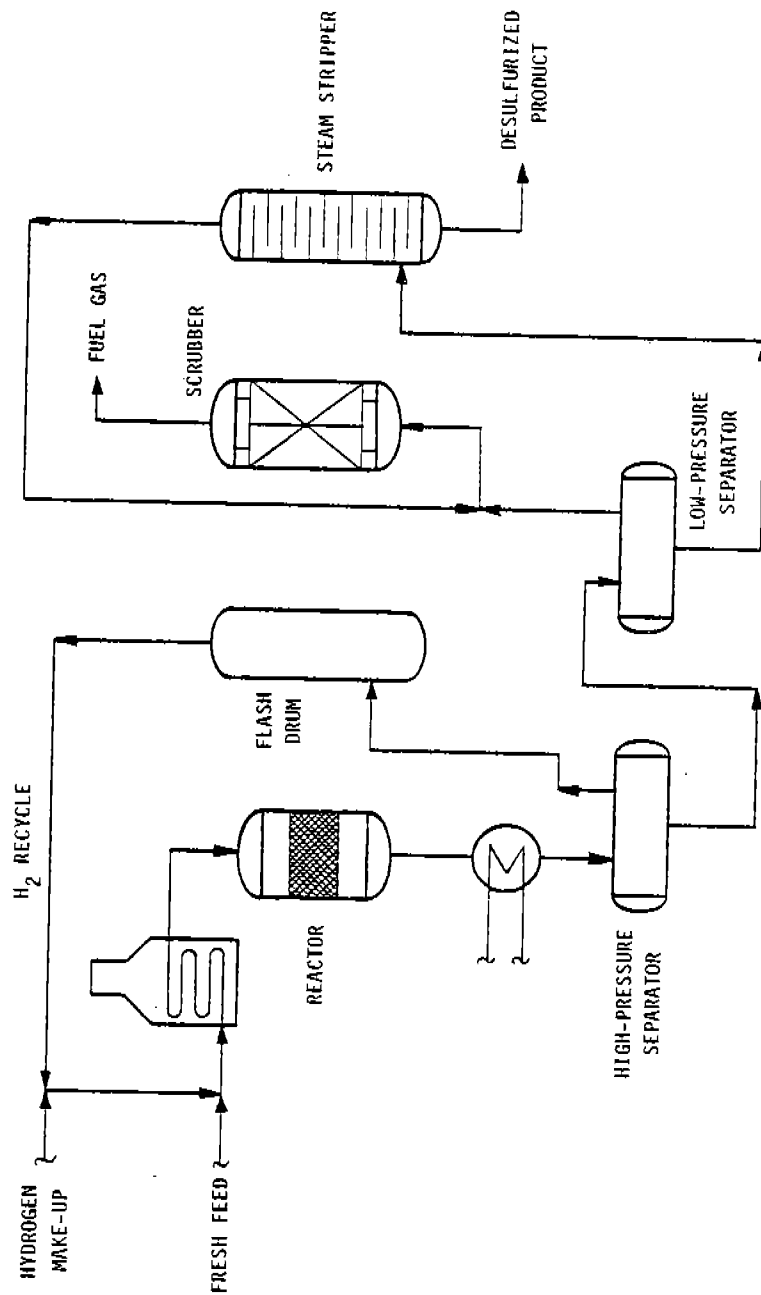 HYDROGEN
MAKE-UP
H2 RECYCLE
FRESH FEED
REACTOR
FLASH
DRUM
FUEL GAS
SCRUBBER
STEAM STRIPPER
HIGH-PRESSURE
SEPARATOR
LOW-PRESSURE
SEPARATOR
DESULFURIZED
PRODUCT